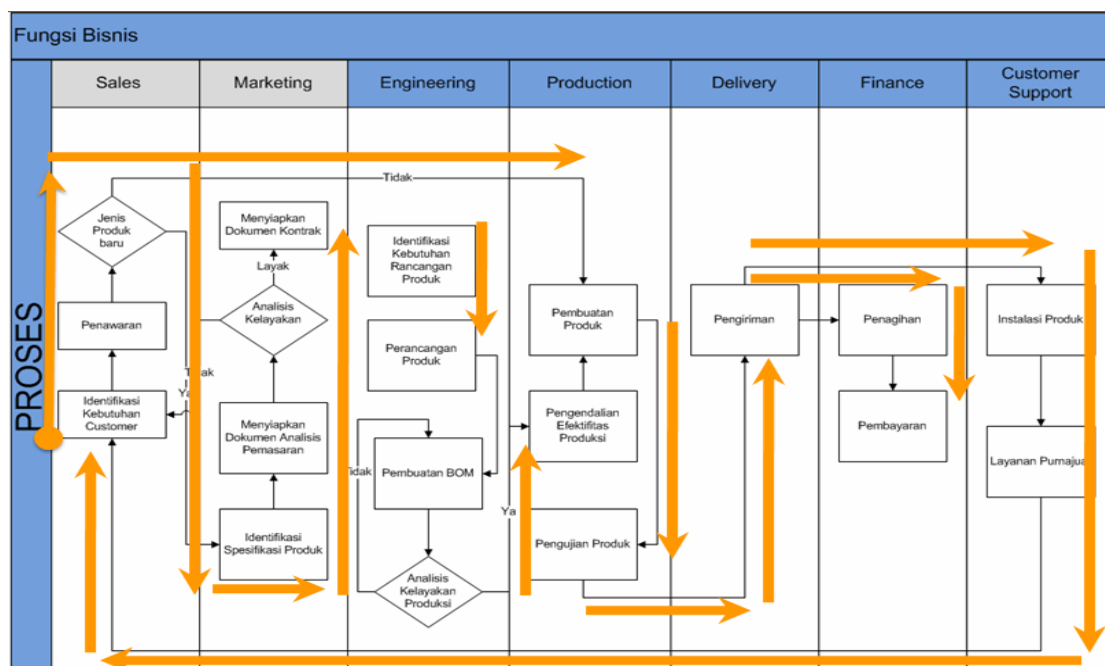 Fungsi Bisnis
PROSES
Sales
Marketing
Engineering
Production
Delivery
Finance
Customer
Support
Jenis
Produk
baru
Penawaran
Identifikasi
Kebutuhan
Customer
Tidak
Ya
Tidak
Menyiapkan
Dokumen Kontrak
Layak
Analisis
Kelayakan
Menyiapkan
Dokumen Analisis
Pemasaran
Identifikasi
Spesifikasi Produk
Identifikasi
Kebutuhan
Rancangan
Produk
Perancangan
Produk
Pembuatan BOM
Tidak
Analisis
Kelayakan
Produksi
Ya
Pembuatan
Produk
Pengendalian
Efektifitas
Produksi
Pengujian Produk
Pengiriman
Penagihan
Pembayaran
Instalasi Produk
Layanan Purnajual